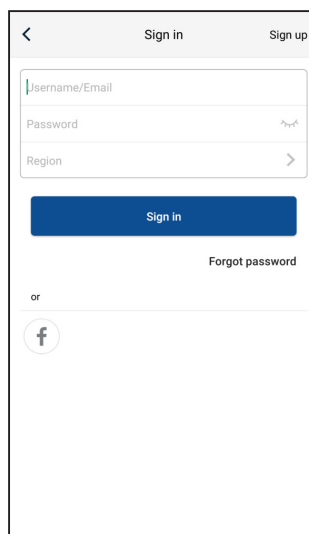 Sign in
Sign up
Username/Email
Password
Region
Sign in
Forgot password
or
f